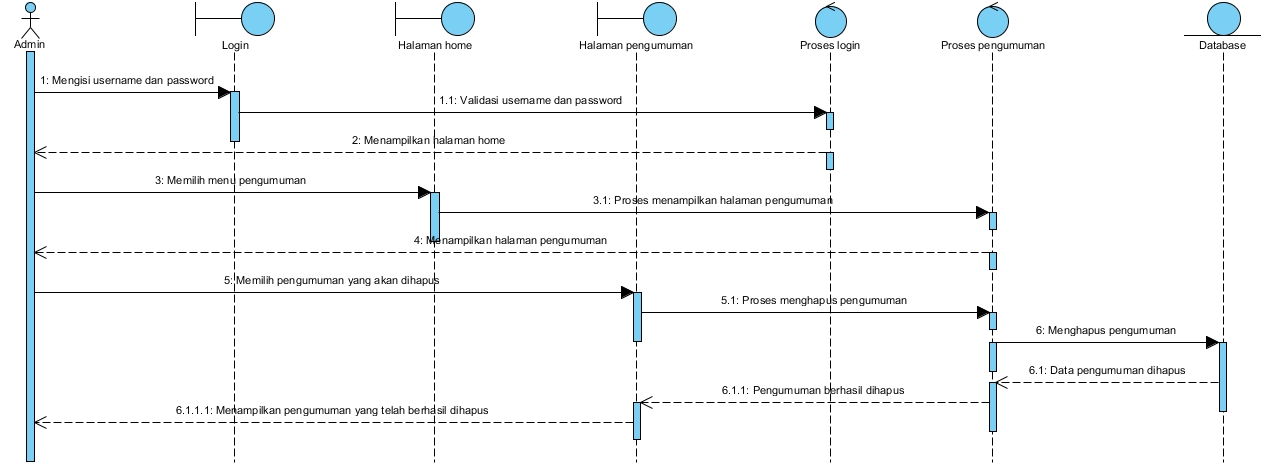 Admin
Login
Halaman home
Halaman pengumuman
Proses login
Proses pengumuman
Database
1: Mengisi username dan password
1.1: Validasi username dan password
2: Menampilkan halaman home
3: Memilih menu pengumuman
3.1: Proses menampilkan halaman pengumuman
4: Menampilkan halaman pengumuman
5: Memilih pengumuman yang akan dihapus
5.1: Proses menghapus pengumuman
6: Menghapus pengumuman
6.1: Data pengumuman dihapus
6.1.1: Pengumuman berhasil dihapus
6.1.1.1: Menampilkan pengumuman yang telah berhasil dihapus